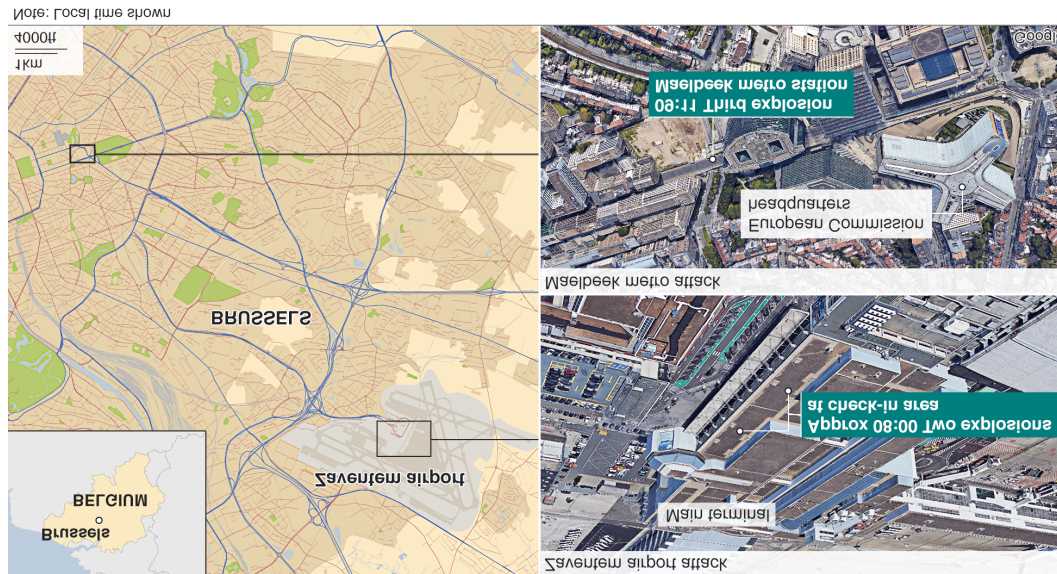 Zaventem airport attack
Main terminal
Approx 08:00 Two explosions
at check-in area
Maelbeek metro attack
European Commission
headquarters
09:11 Third explosion
Maelbeek metro station
Zaventem airport
BRUSSELS
Brussels
BELGIUM
1km
4000ft
Note: Local time shown